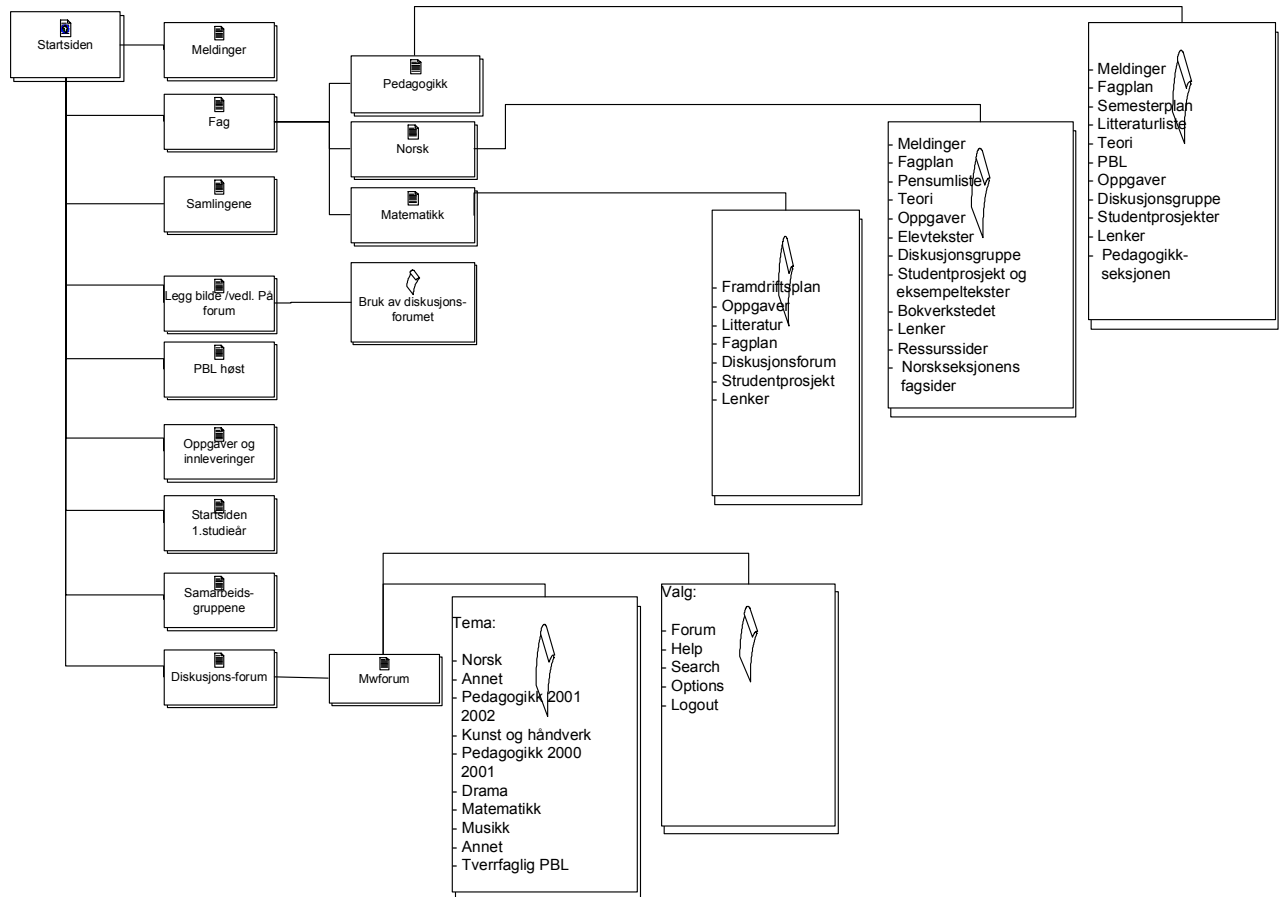 Startsiden
Meldinger
Fag
Samlingene
Legg bilde /vedl. På
forum
PBL høst
Oppgaver og
innleveringer
Startsiden
1.studieår
Samarbeids-
gruppene
Diskusjons-forum
Pedagogikk
Norsk
Matematikk
Bruk av diskusjons-
forumet
Mwforum
Tema:
- Norsk
- Annet
- Pedagogikk 2001
2002
- Kunst og håndverk
- Pedagogikk 2000
2001
- Drama
- Matematikk
- Musikk
- Annet
- Tverrfaglig PBL
Valg:
- Forum
- Help
- Search
- Options
- Logout
- Framdriftsplan
- Oppgaver
- Litteratur
- Fagplan
- Diskusjonsforum
- Strudentprosjekt
- Lenker
- Meldinger
- Fagplan
- Pensumliste
- Teori
- Oppgaver
- Elevtekster
- Diskusjonsgruppe
- Studentprosjekt og
eksempeltekster
- Bokverkstedet
- Lenker
- Ressurssider
- Norskseksjonens
fagsider
- Meldinger
- Fagplan
- Semesterplan
- Litteraturliste
- Teori
- PBL
- Oppgaver
- Diskusjonsgruppe
- Studentprosjekter
- Lenker
- Pedagogikk-
seksjonen